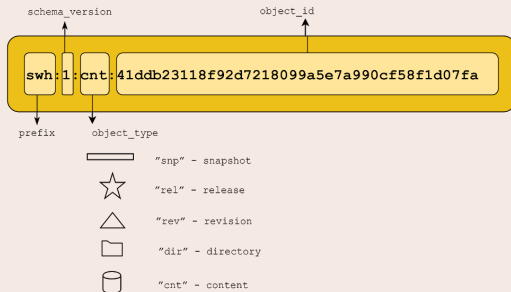 schema_version object_id
swh:1:cnt:41ddb23118f92d7218099a5e7a990cf58f1d07fa
prefix object_type
"snp" - snapshot
"rel" - release
"rev" - revision
"dir" - directory
"cnt" - content